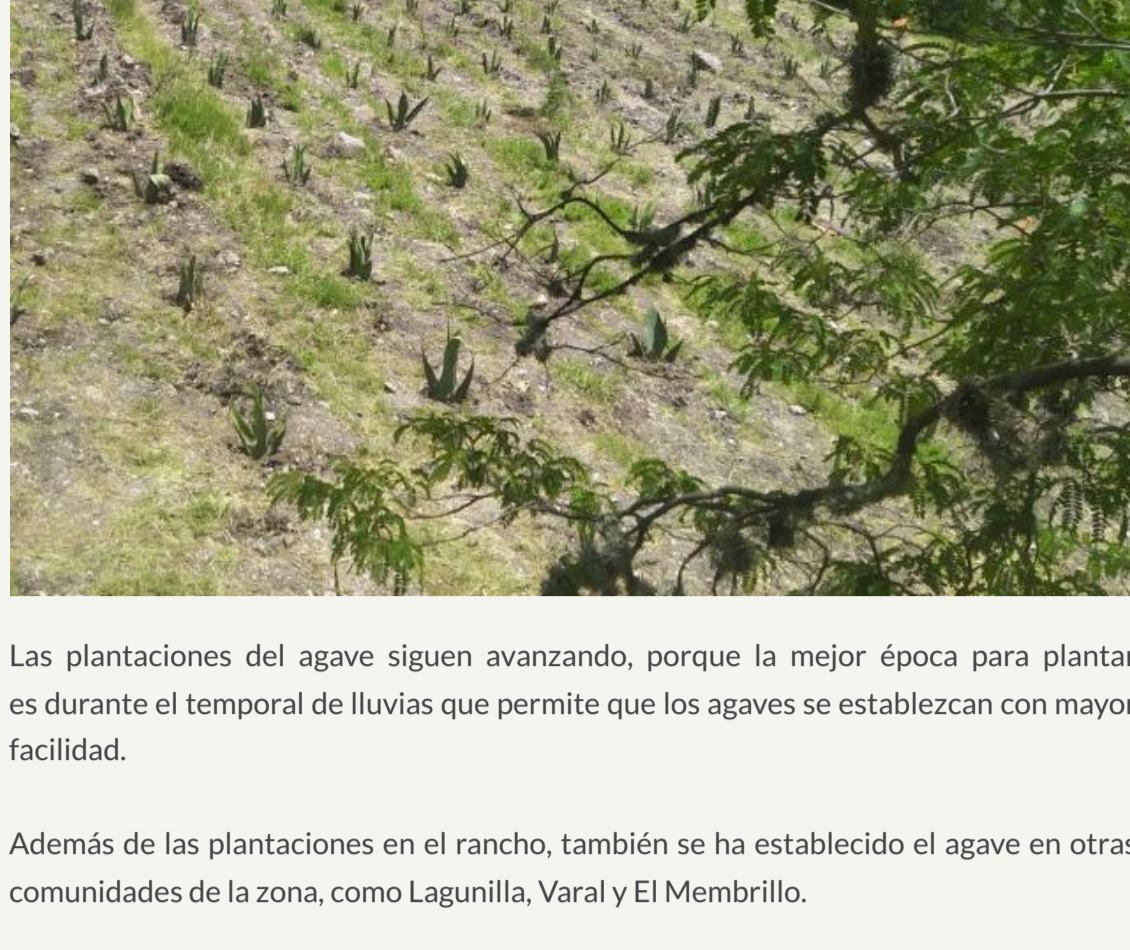 Las plantaciones del agave siguen avanzando, porque la mejor época para plantar
es durante el temporal de lluvias que permite que los agaves se establezcan con mayor
facilidad.
Además de las plantaciones en el rancho, también se ha establecido el agave en otras
comunidades de la zona, como Lagunilla, Varal y El Membrillo.